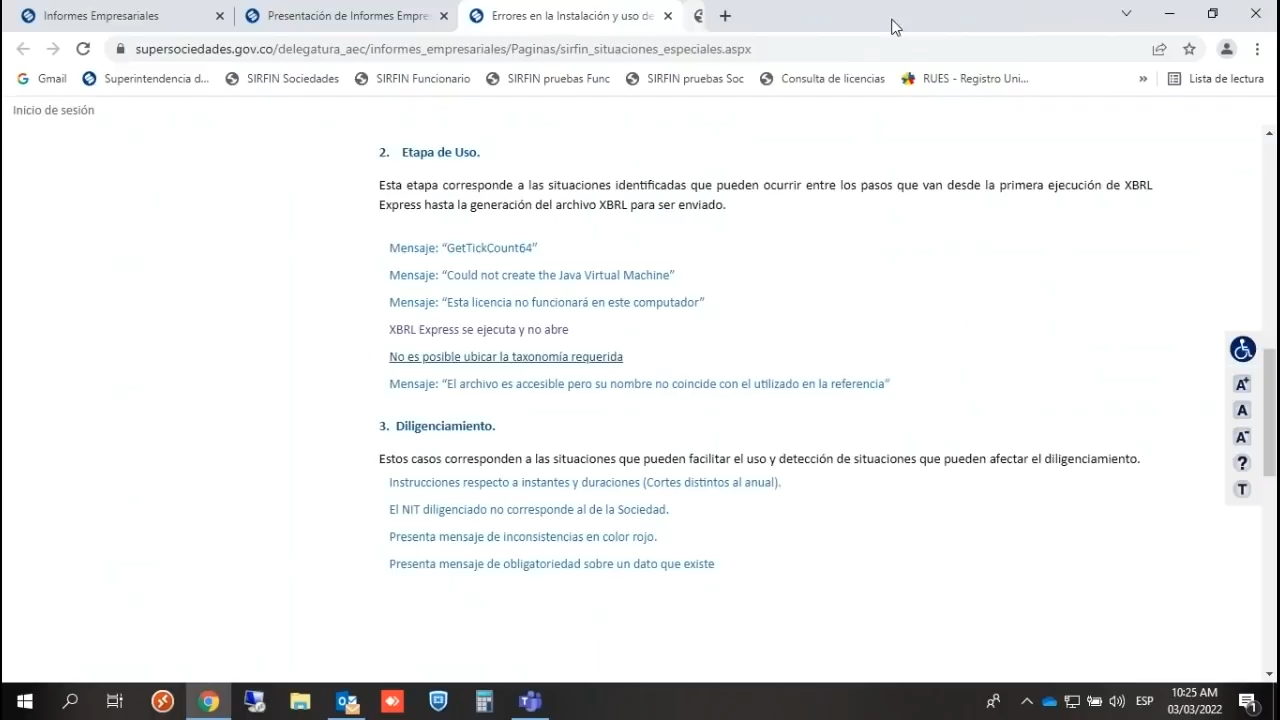 Informes Empresariales
Presentación de Informes Empre
Errores en la Instalación y uso de
supersociedades.gov.co/delegatura_aec/informes_empresariales/Paginas/sirfin_situaciones_especiales.aspx
Gmail
Superintendencia d...
SIRFIN Sociedades
SIRFIN Funcionario
SIRFIN pruebas Func
SIRFIN pruebas Soc
Consulta de licencias
RUES - Registro Uni...
»
Lista de lectura
Inicio de sesión
2. Etapa de Uso.
Esta etapa corresponde a las situaciones identificadas que pueden ocurrir entre los pasos que van desde la primera ejecución de XBRL
Express hasta la generación del archivo XBRL para ser enviado.
Mensaje: “GetTickCount64”
Mensaje: “Could not create the Java Virtual Machine”
Mensaje: “Esta licencia no funcionará en este computador”
XBRL Express se ejecuta y no abre
No es posible ubicar la taxonomía requerida
Mensaje: “El archivo es accesible pero su nombre no coincide con el utilizado en la referencia”
3. Diligenciamiento.
Estos casos corresponden a las situaciones que pueden facilitar el uso y detección de situaciones que pueden afectar el diligenciamiento.
Instrucciones respecto a instantes y duraciones (Cortes distintos al anual).
El NIT diligenciado no corresponde al de la Sociedad.
Presenta mensaje de inconsistencias en color rojo.
Presenta mensaje de obligatoriedad sobre un dato que existe
A+
A
A-
?
T
ESP
10:25 AM
03/03/2022
1